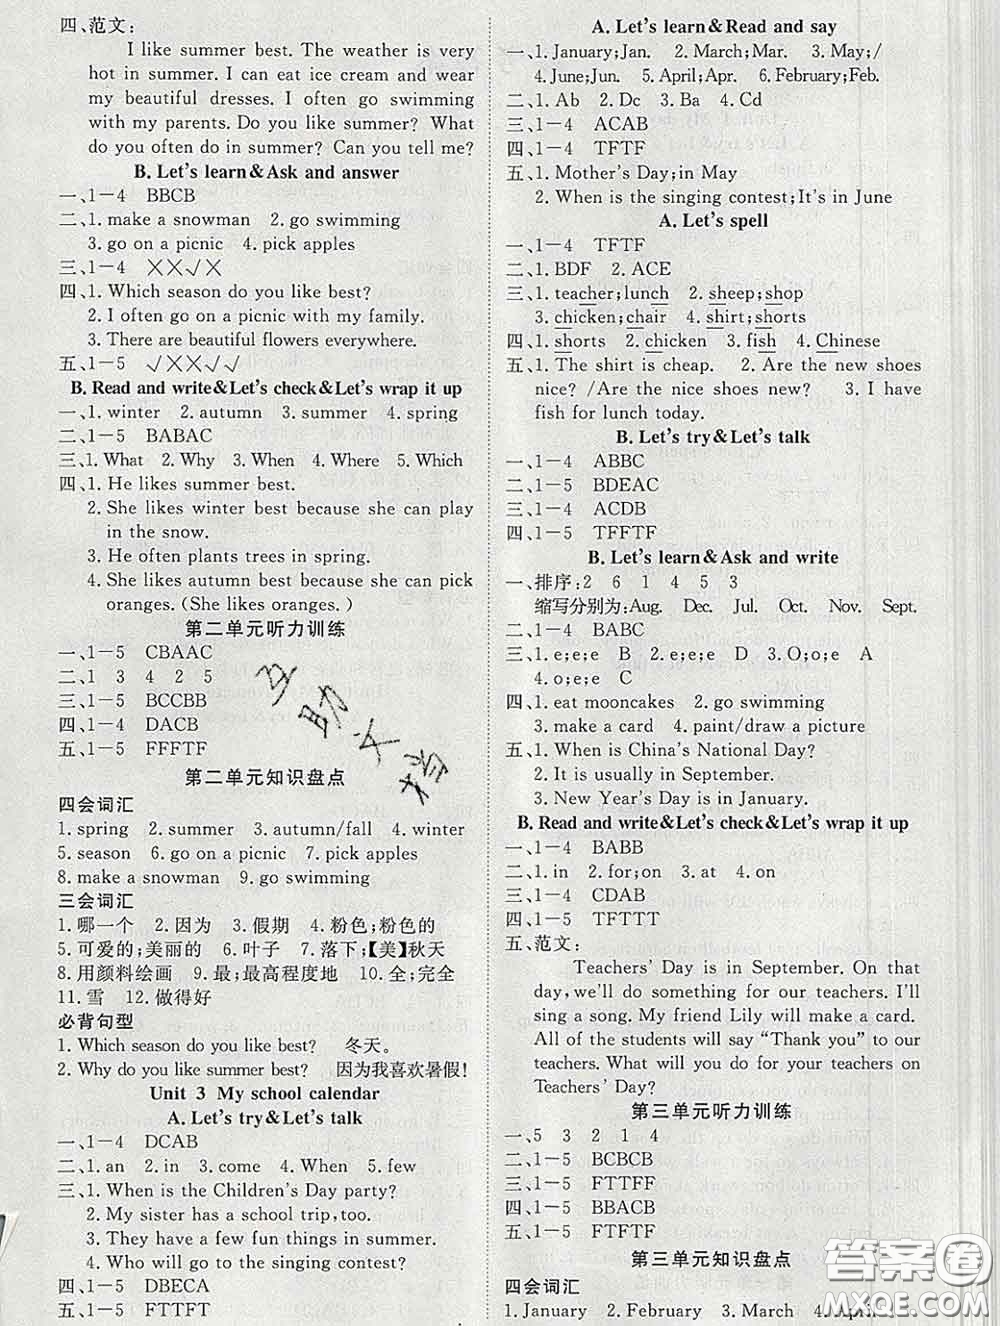 四、范文：
I like summer best. The weather is very
hot in summer. I can eat ice cream and wear
my beautiful dresses. I often go swimming
with my parents. Do you like summer? What
do you often do in summer? Can you tell me?
B. Let's learn&Ask and answer
一、1—4 BBCB
二、1. make a snowman 2. go swimming
3. go on a picnic 4. pick apples
三、1—4 ××√×
四、1. Which season do you like best?
2. I often go on a picnic with my family.
3. There are beautiful flowers everywhere.
五、1—5 √××√√
B. Read and write&Let's check&Let's wrap it up
一、1. winter 2. autumn 3. summer 4. spring
二、1—5 BABAC
三、1. What 2. Why 3. When 4. Where 5. Which
四、1. He likes summer best.
2. She likes winter best because she can play
in the snow.
3. He often plants trees in spring.
4. She likes autumn best because she can pick
oranges. (She likes oranges. )
第二单元听力训练
一、1—5 CBAAC
二、1 3 4 2 5
三、1—5 BCCBB
四、1—4 DACB
五、1—5 FFFTF
第二单元知识盘点
四会词汇
1. spring 2. summer 3. autumn/fall 4. winter
5. season 6. go on a picnic 7. pick apples
8. make a snowman 9. go swimming
三会词汇
1. 哪一个 2. 因为 3. 假期 4. 粉色;粉色的
5. 可爱的;美丽的 6. 叶子 7. 落下;【美】秋天
8. 用颜料绘画 9. 最;最高程度地 10. 全;完全
11. 雪 12. 做得好
必背句型
1. Which season do you like best? 冬天。
2. Why do you like summer best? 因为我喜欢暑假!
Unit 3 My school calendar
A. Let's try&Let's talk
一、1—4 DCAB
二、1. an 2. in 3. come 4. When 5. few
三、1. When is the Children's Day party?
2. My sister has a school trip, too.
3. They have a few fun things in summer.
4. Who will go to the singing contest?
四、1—5 DBECA
五、1—5 FTTFT
A. Let's learn&Read and say
一、1. January;Jan. 2. March;Mar. 3. May;/
4. June;Jun. 5. April;Apr. 6. February;Feb.
二、1. Ab 2. Dc 3. Ba 4. Cd
三、1—4 ACAB
四、1—4 TFTF
五、1. Mother's Day;in May
2. When is the singing contest;It's in June
A. Let's spell
一、1—4 TFTF
二、1. BDF 2. ACE
三、1. teacher;lunch 2. sheep;shop
3. chicken;chair 4. shirt;shorts
四、1. shorts 2. chicken 3. fish 4. Chinese
五、1. The shirt is cheap. 2. Are the new shoes
nice? /Are the nice shoes new? 3. I have
fish for lunch today.
B. Let's try&Let's talk
一、1—4 ABBC
二、1—5 BDEAC
三、1—4 ACDB
四、1—5 TFFTF
B. Let's learn&Ask and write
一、排序:2 6 1 4 5 3
缩写分别为:Aug. Dec. Jul. Oct. Nov. Sept.
二、1—4 BABC
三、1. e;e;e B 2. e;e;e D 3. O;o;e A
4. o;e;e C
四、1. eat mooncakes 2. go swimming
3. make a card 4. paint/draw a picture
五、1. When is China's National Day?
2. It is usually in September.
3. New Year's Day is in January.
B. Read and write&Let's check&Let's wrap it up
一、1—4 BABB
二、1. in 2. for;on 3. at 4. on
三、1—4 CDAB
四、1—5 TFTTT
五、范文：
Teachers' Day is in September. On that
day, we'll do something for our teachers. I'll
sing a song. My friend Lily will make a card.
All of the students will say "Thank you" to our
teachers. What will you do for your teachers on
Teachers' Day?
第三单元听力训练
一、5 3 2 1 4
二、1—5 BCBCB
三、1—5 FTTFF
四、1—5 BBACB
五、1—5 FTFTF
第三单元知识盘点
四会词汇
1. January 2. February 3. March 4. April
答案圈
MXQE.COM